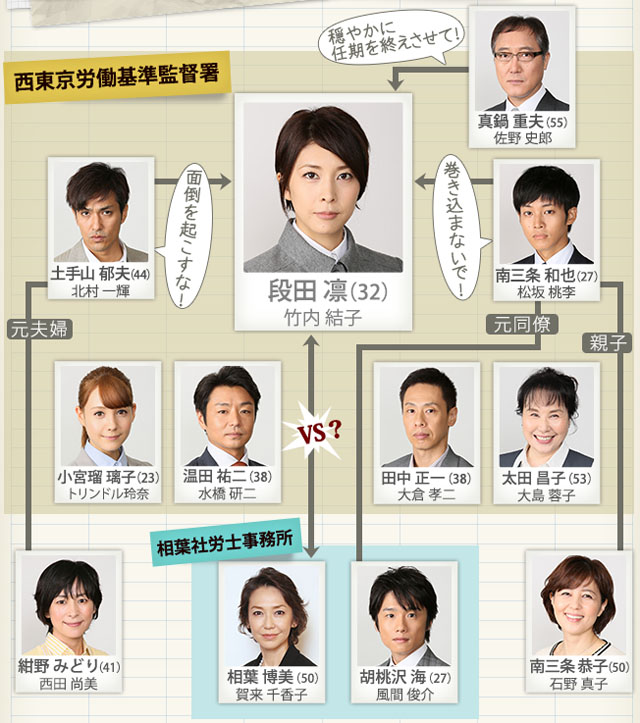 穏やかに
任期を終えさせて!
西東京労働基準監督署
真鍋 重夫(55)
佐野 史郎
面倒を起こすな!
巻き込まないで!
土手山 郁夫(44)
北村 一輝
段田 凛(32)
竹内 結子
南三条 和也(27)
松坂 桃李
元夫婦
元同僚
親子
小宮瑠 璃子(23)
トリンドル玲奈
温田 祐二(38)
水橋 研二
VS?
田中 正一(38)
大倉 孝二
太田 昌子(53)
大島 蓉子
相葉社労士事務所
紺野 みどり(41)
西田 尚美
相葉 博美(50)
賀来 千香子
胡桃沢 海(27)
風間 俊介
南三条 恭子(50)
石野 真子